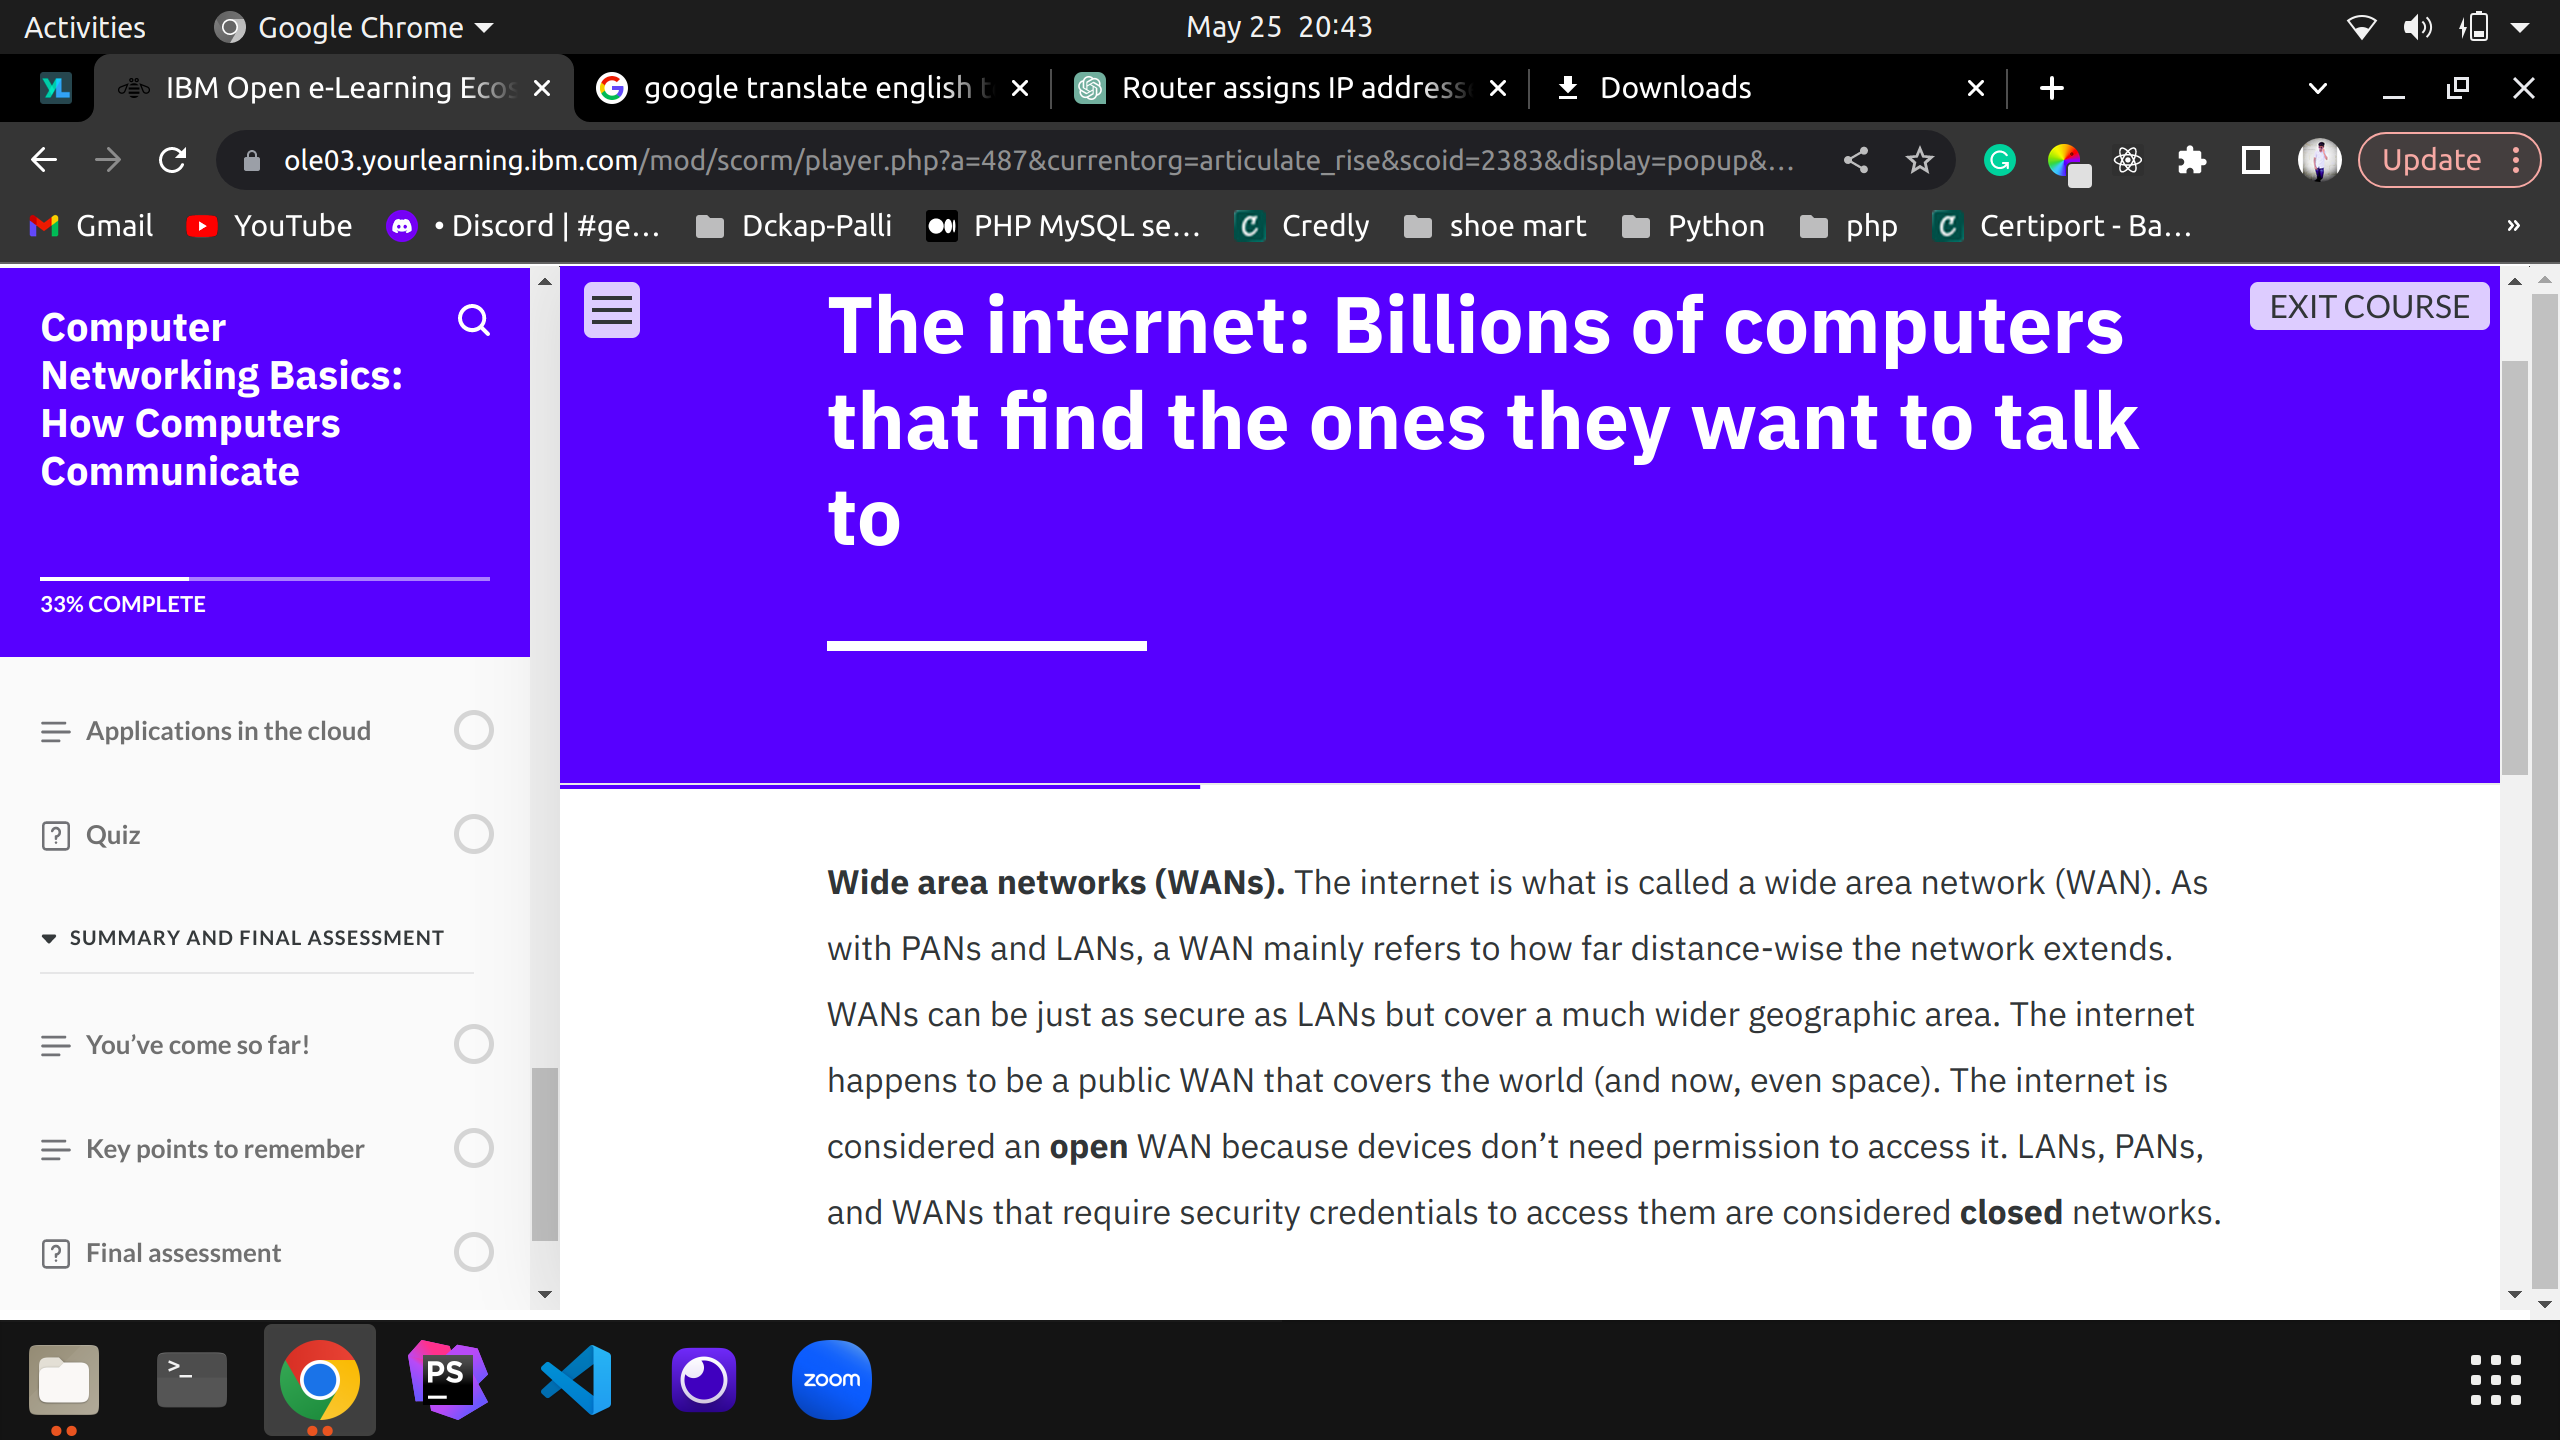 Activities
Google Chrome
May 25 20:43
YL
IBM Open e-Learning Ecos
google translate english t
Router assigns IP addresse
Downloads
ole03.yourlearning.ibm.com/mod/scorm/player.php?a=487&currentorg=articulate_rise&scoid=2383&display=popup&...
Update
Gmail
YouTube
• Discord | #ge...
Dckap-Palli
PHP MySQL se...
Credly
shoe mart
Python
php
Certiport - Ba...
»
Computer
Networking Basics:
How Computers
Communicate
33% COMPLETE
Applications in the cloud
Quiz
SUMMARY AND FINAL ASSESSMENT
You’ve come so far!
Key points to remember
Final assessment
EXIT COURSE
The internet: Billions of computers
that find the ones they want to talk
to
Wide area networks (WANs). The internet is what is called a wide area network (WAN). As
with PANs and LANs, a WAN mainly refers to how far distance-wise the network extends.
WANs can be just as secure as LANs but cover a much wider geographic area. The internet
happens to be a public WAN that covers the world (and now, even space). The internet is
considered an open WAN because devices don’t need permission to access it. LANs, PANs,
and WANs that require security credentials to access them are considered closed networks.
>_
PS
zoom